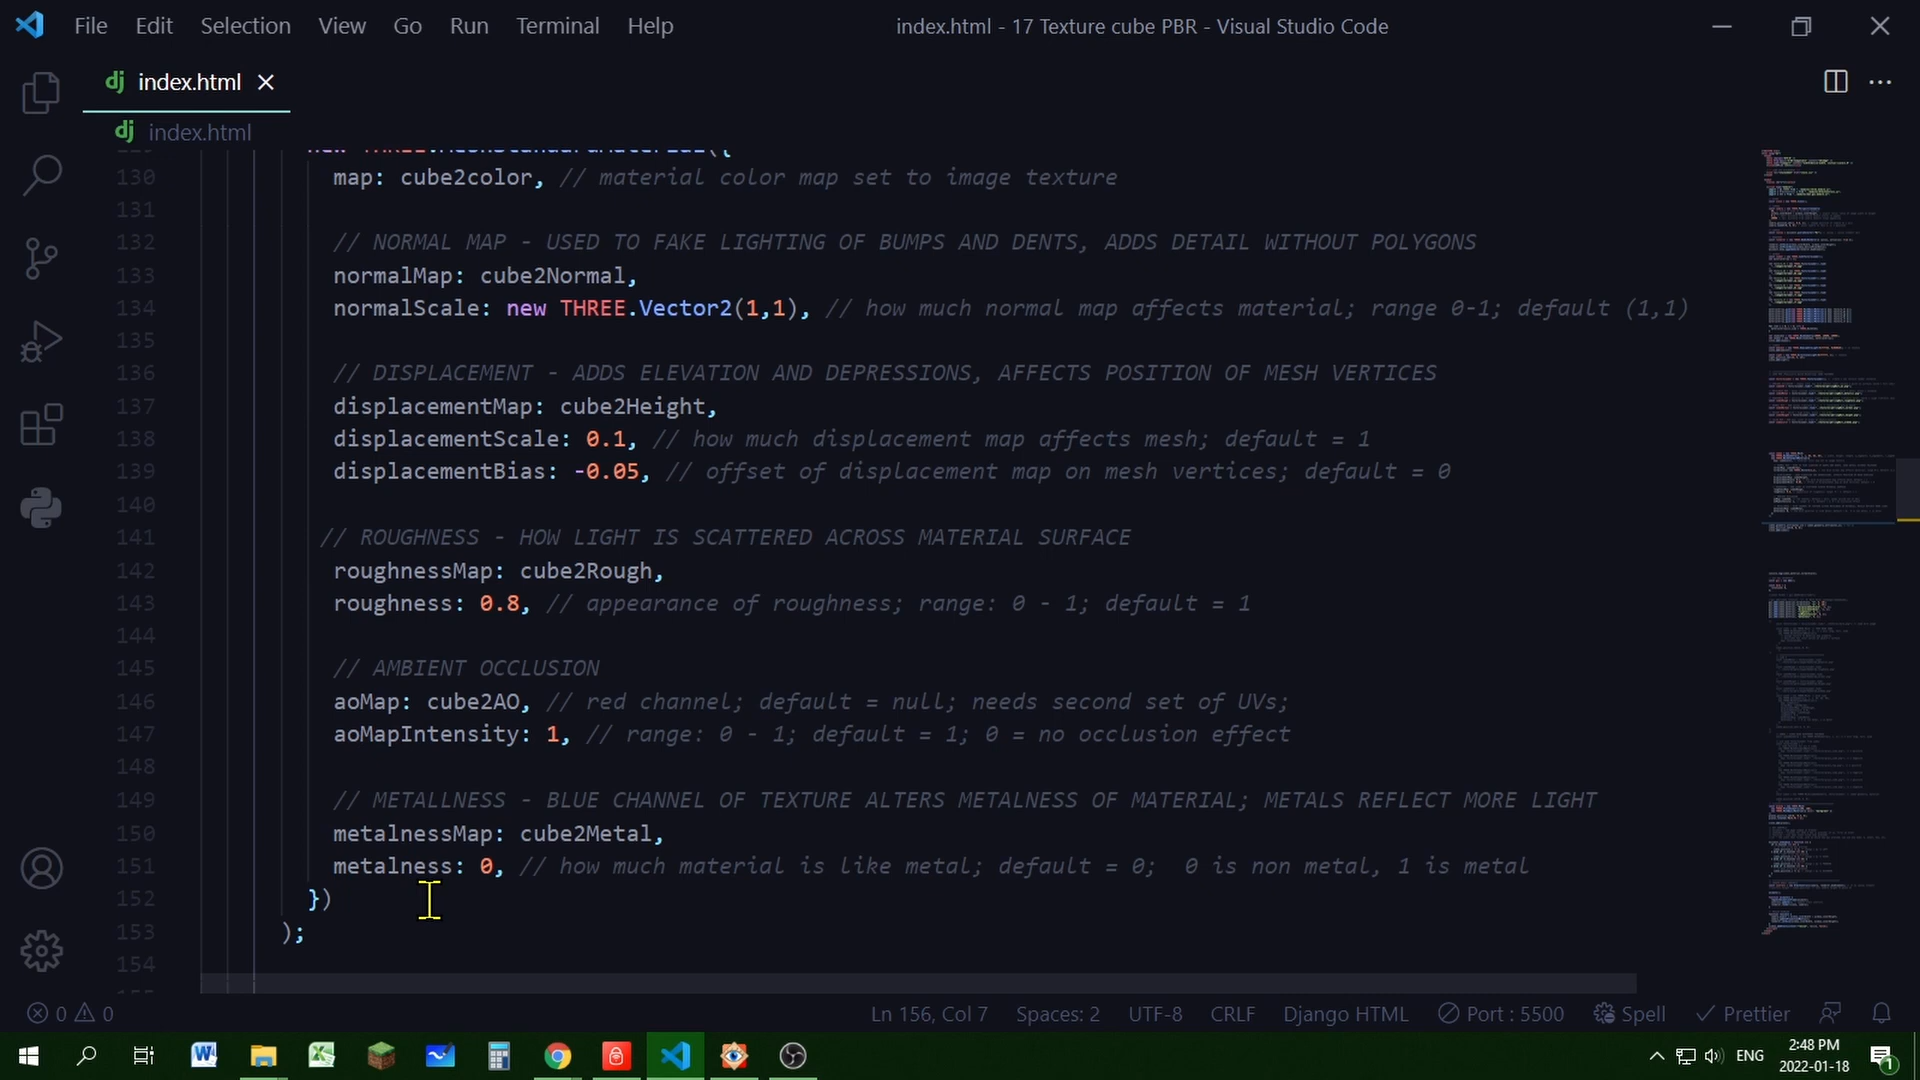 File Edit Selection View Go Run Terminal Help
index.html - 17 Texture cube PBR - Visual Studio Code
dj index.html
dj index.html
130 map: cube2color, // material color map set to image texture
131
132 // NORMAL MAP - USED TO FAKE LIGHTING OF BUMPS AND DENTS, ADDS DETAIL WITHOUT POLYGONS
133 normalMap: cube2Normal,
134 normalScale: new THREE.Vector2(1,1), // how much normal map affects material; range 0-1; default (1,1)
135
136 // DISPLACEMENT - ADDS ELEVATION AND DEPRESSIONS, AFFECTS POSITION OF MESH VERTICES
137 displacementMap: cube2Height,
138 displacementScale: 0.1, // how much displacement map affects mesh; default = 1
139 displacementBias: -0.05, // offset of displacement map on mesh vertices; default = 0
140
141 // ROUGHNESS - HOW LIGHT IS SCATTERED ACROSS MATERIAL SURFACE
142 roughnessMap: cube2Rough,
143 roughness: 0.8, // appearance of roughness; range: 0 - 1; default = 1
144
145 // AMBIENT OCCLUSION
146 aoMap: cube2AO, // red channel; default = null; needs second set of UVs;
147 aoMapIntensity: 1, // range: 0 - 1; default = 1; 0 = no occlusion effect
148
149 // METALLNESS - BLUE CHANNEL OF TEXTURE ALTERS METALNESS OF MATERIAL; METALS REFLECT MORE LIGHT
150 metalnessMap: cube2Metal,
151 metalness: 0, // how much material is like metal; default = 0; 0 is non metal, 1 is metal
152 })
153 );
154
0 0 Ln 156, Col 7 Spaces: 2 UTF-8 CRLF Django HTML Port : 5500 Spell Prettier
ENG 2:48 PM
2022-01-18 1